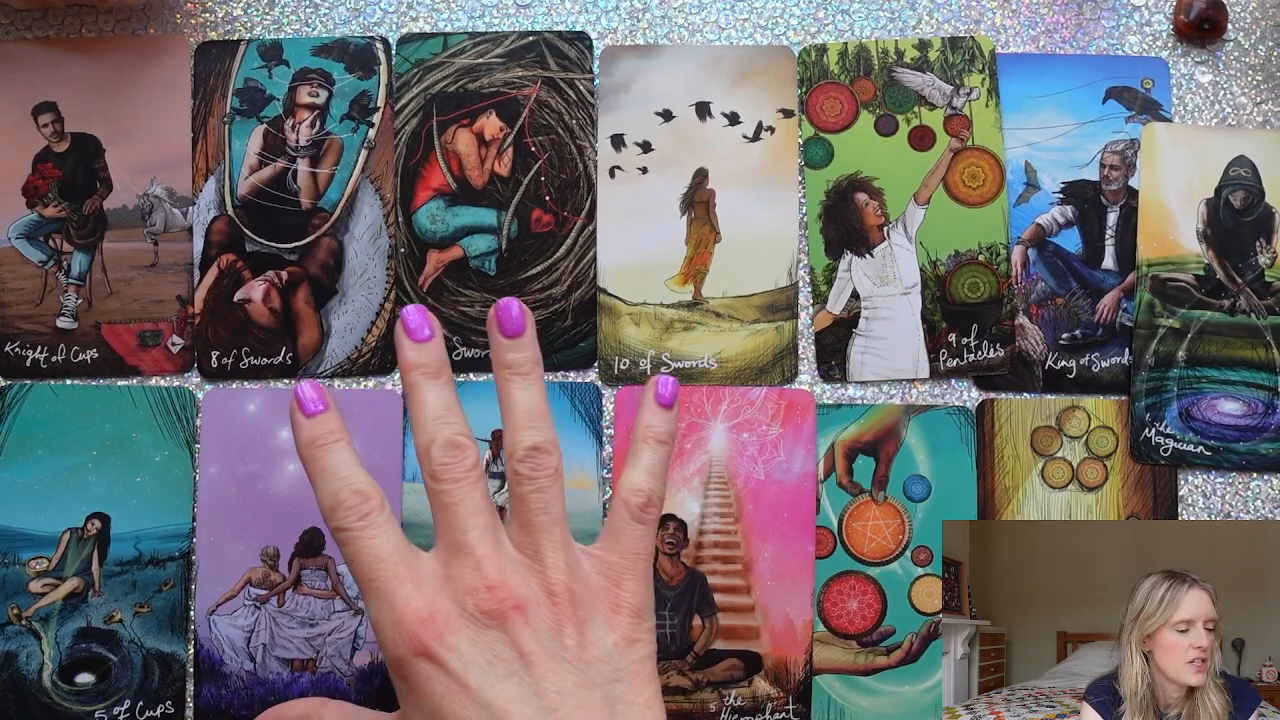 Knight of Cups
8 of Swords
10 of Swords
9 of
Pentacles
King of Swords
the
Magician
5 of Cups
5 the
Hierophant